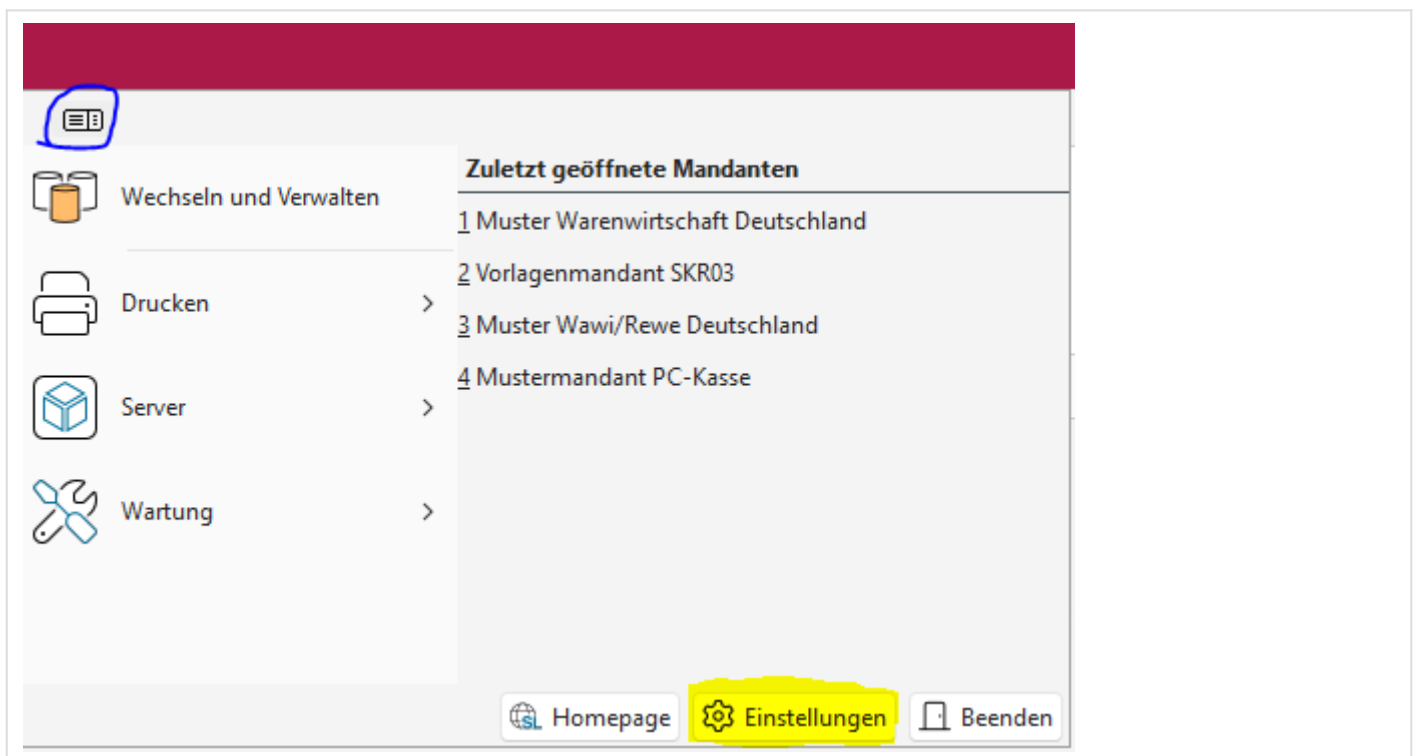 Wechseln und Verwalten
Drucken
Server
Wartung
Zuletzt geöffnete Mandanten
1 Muster Warenwirtschaft Deutschland
2 Vorlagenmandant SKR03
3 Muster Wawi/Rewe Deutschland
4 Mustermandant PC-Kasse
SL Homepage
Einstellungen
Beenden